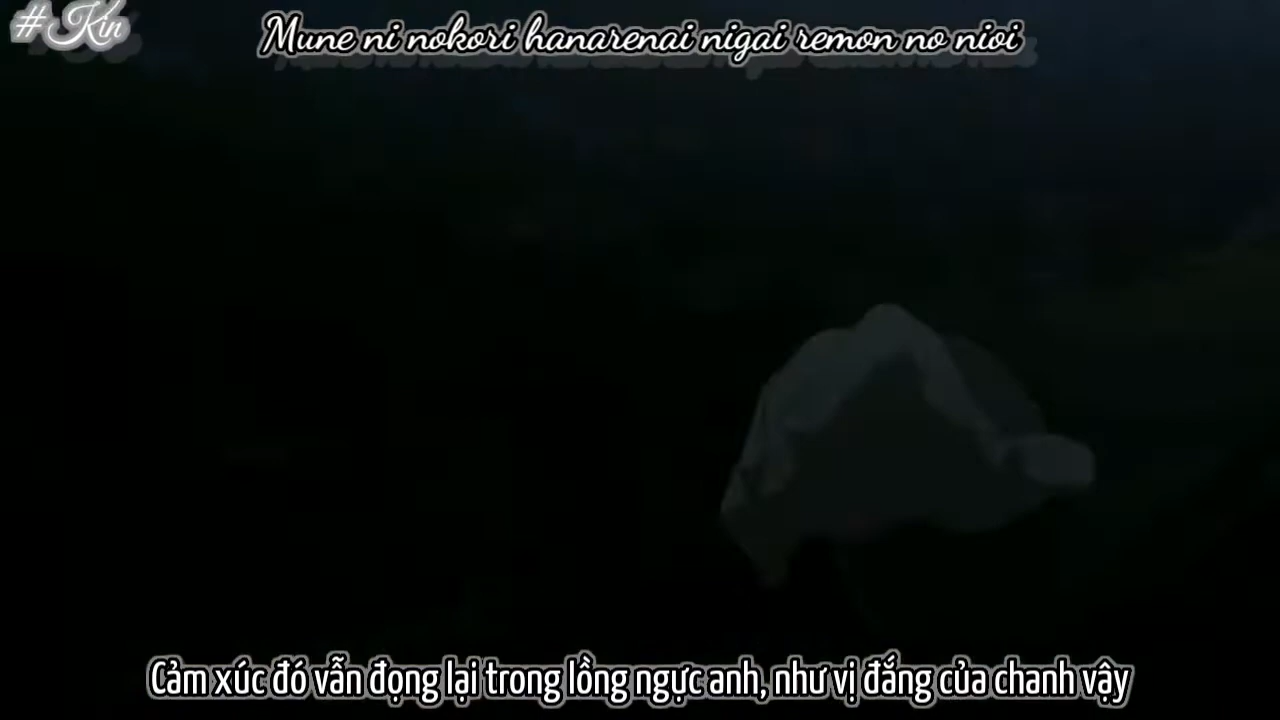 #Kin
Mune ni nokori hanarenai nigai remon no nioi
Cảm xúc đó vẫn đọng lại trong lồng ngực anh, như vị đắng của chanh vậy